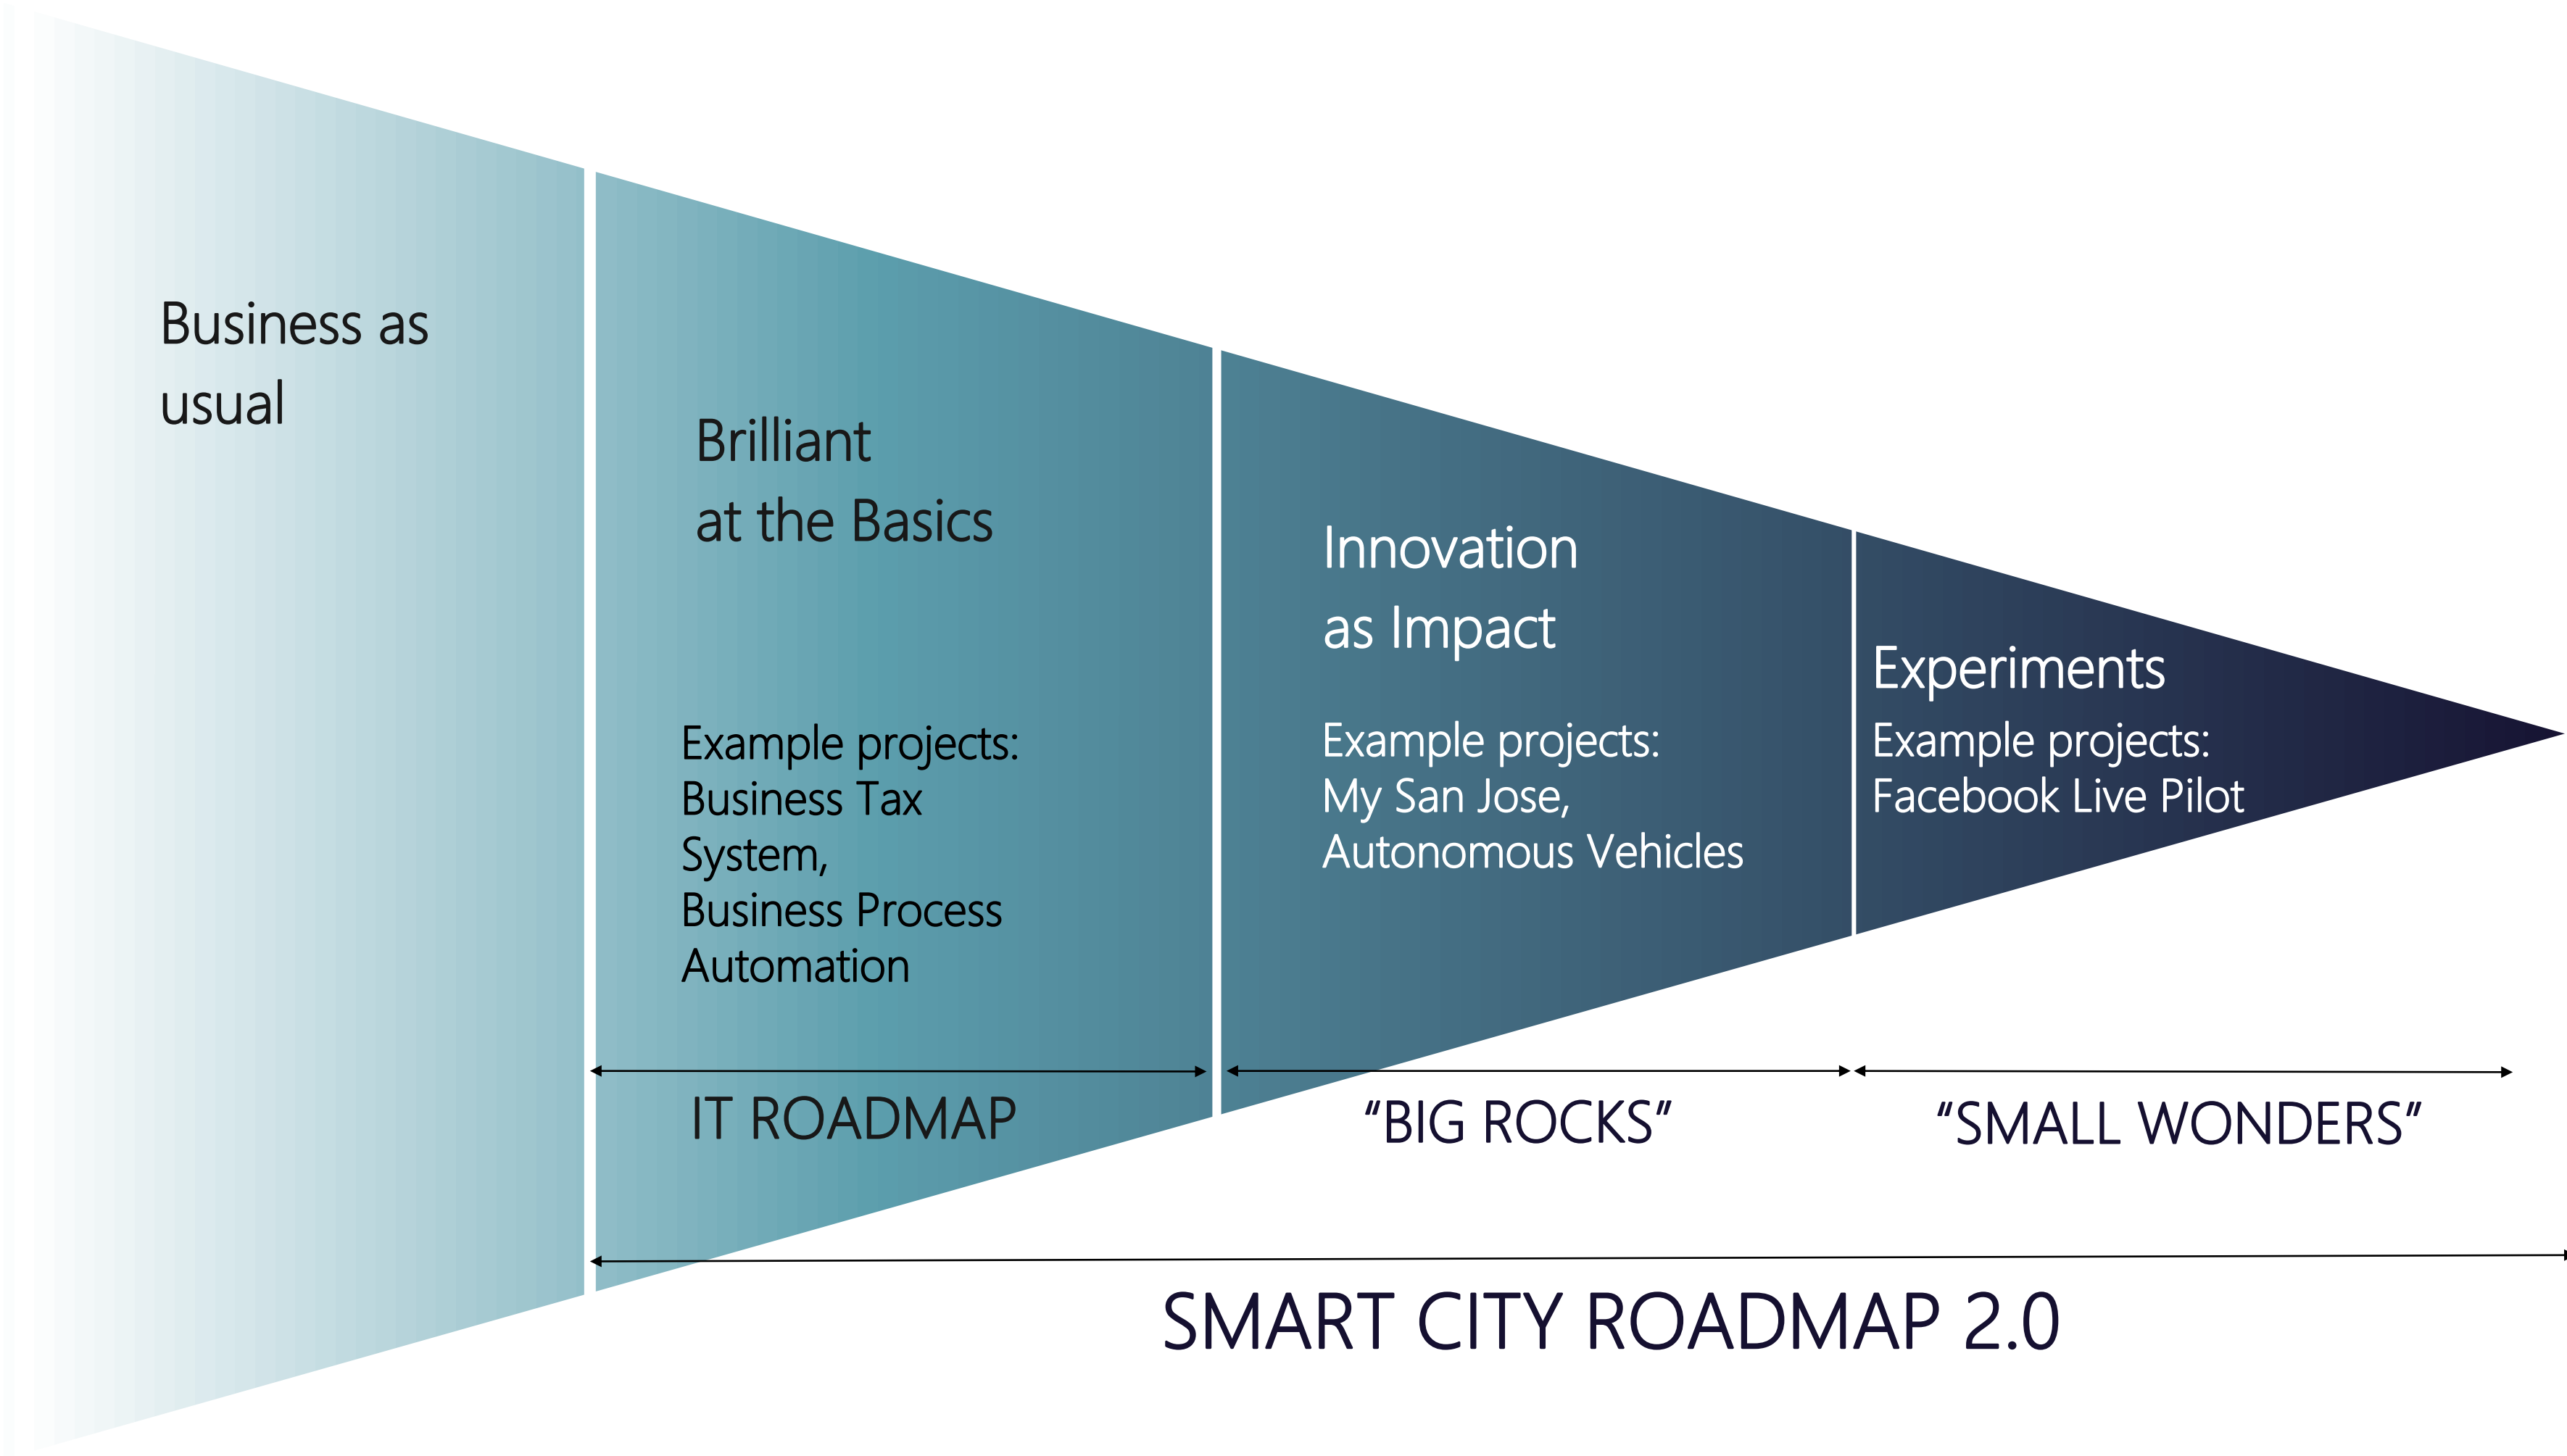 Business as
usual
Brilliant
at the Basics
Example projects:
Business Tax
System,
Business Process
Automation
Innovation
as Impact
Example projects:
My San Jose,
Autonomous Vehicles
Experiments
Example projects:
Facebook Live Pilot
IT ROADMAP
“BIG ROCKS”
“SMALL WONDERS”
SMART CITY ROADMAP 2.0